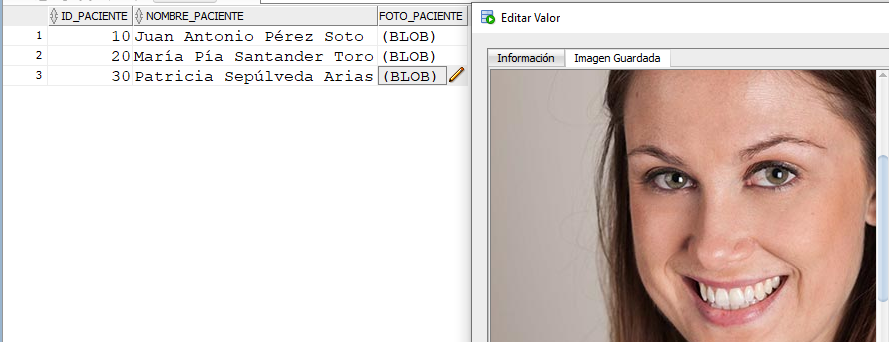 ID_PACIENTE NOMBRE_PACIENTE FOTO_PACIENTE
1 10 Juan Antonio Pérez Soto (BLOB)
2 20 María Pía Santander Toro (BLOB)
3 30 Patricia Sepúlveda Arias (BLOB)
Editar Valor
Información Imagen Guardada